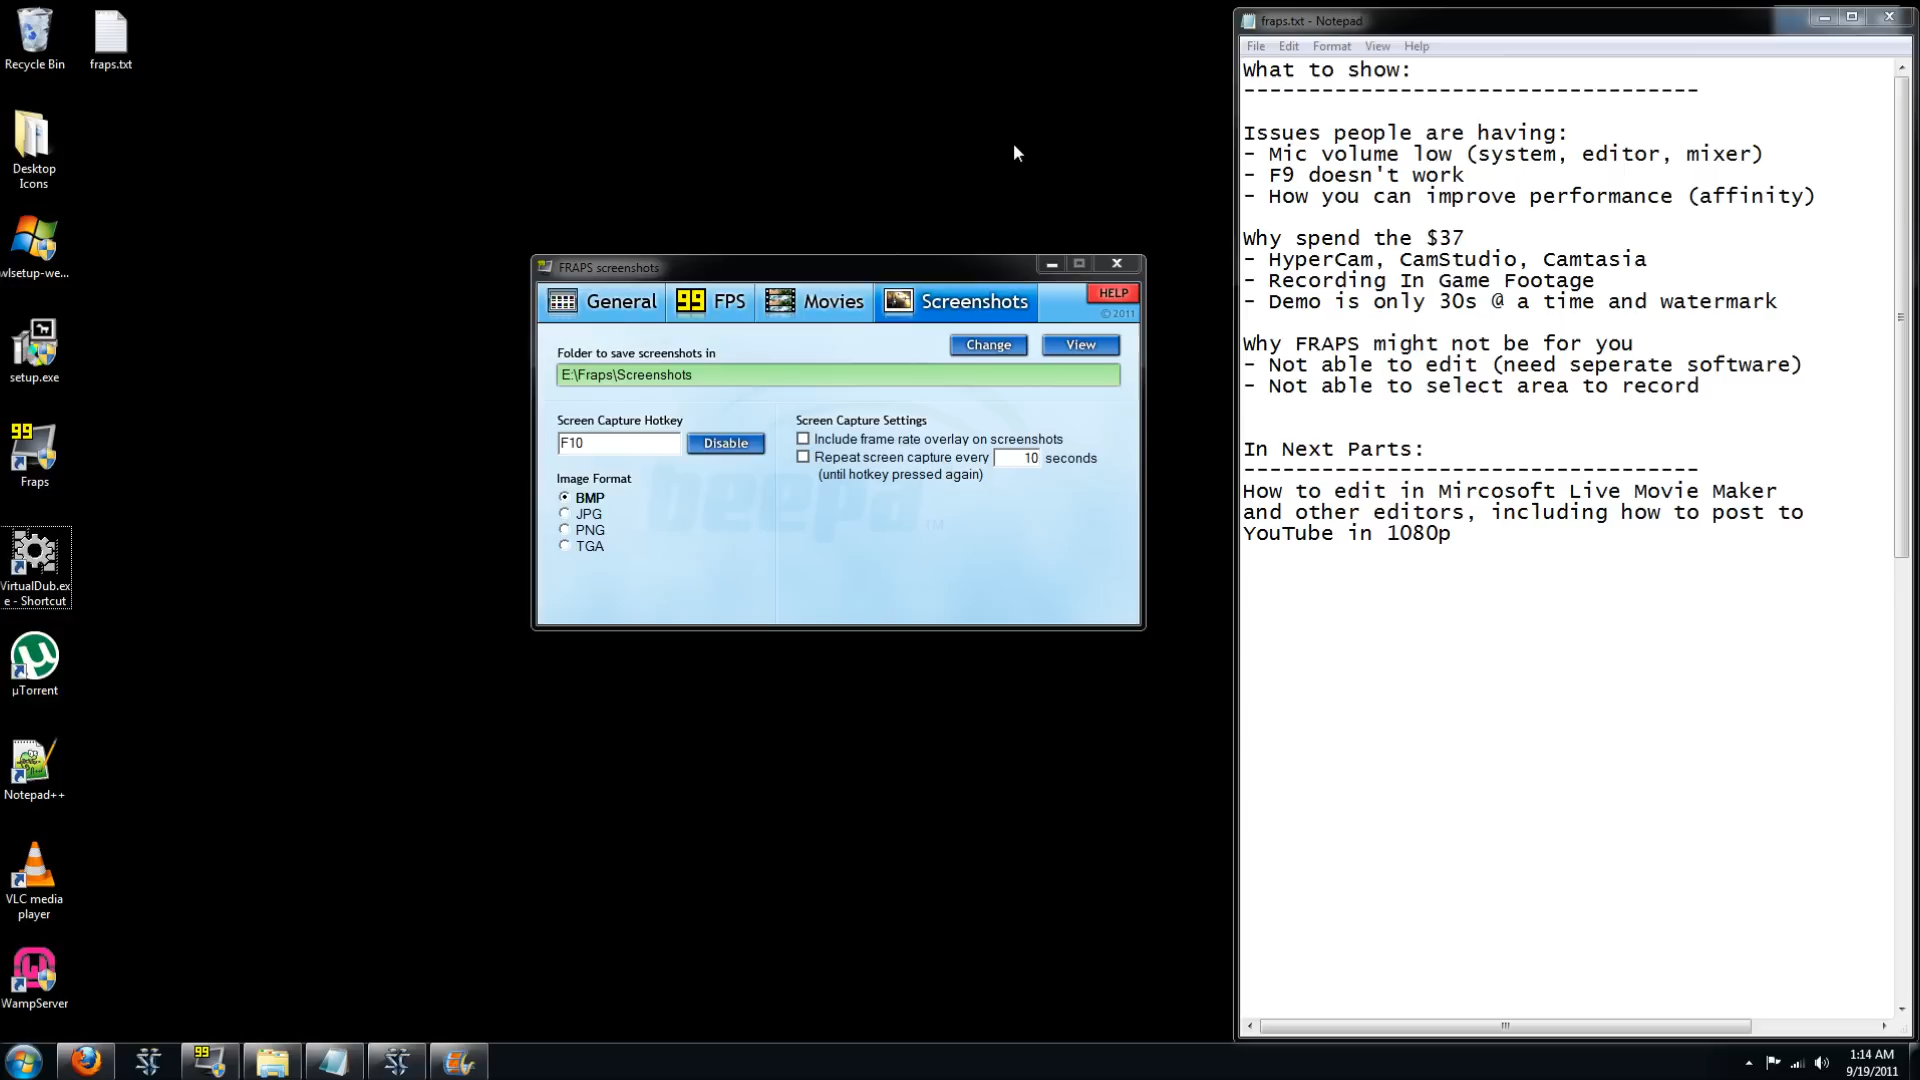 Recycle Bin
fraps.txt
Desktop
Icons
wlsetup-we...
setup.exe
99
Fraps
VirtualDub.ex
e - Shortcut
µTorrent
Notepad++
VLC media
player
WampServer
FRAPS screenshots
General
99 FPS
Movies
Screenshots
HELP
© 2011
Folder to save screenshots in
Change
View
E:\Fraps\Screenshots
Screen Capture Hotkey
F10
Disable
Image Format
BMP
JPG
PNG
TGA
Screen Capture Settings
Include frame rate overlay on screenshots
Repeat screen capture every 10 seconds
(until hotkey pressed again)
beepa™
fraps.txt - Notepad
File Edit Format View Help
What to show:
-----------------------------------
Issues people are having:
- Mic volume low (system, editor, mixer)
- F9 doesn't work
- How you can improve performance (affinity)
Why spend the $37
- HyperCam, CamStudio, Camtasia
- Recording In Game Footage
- Demo is only 30s @ a time and watermark
Why FRAPS might not be for you
- Not able to edit (need seperate software)
- Not able to select area to record
In Next Parts:
-----------------------------------
How to edit in Mircosoft Live Movie Maker
and other editors, including how to post to
YouTube in 1080p
99
1:14 AM
9/19/2011